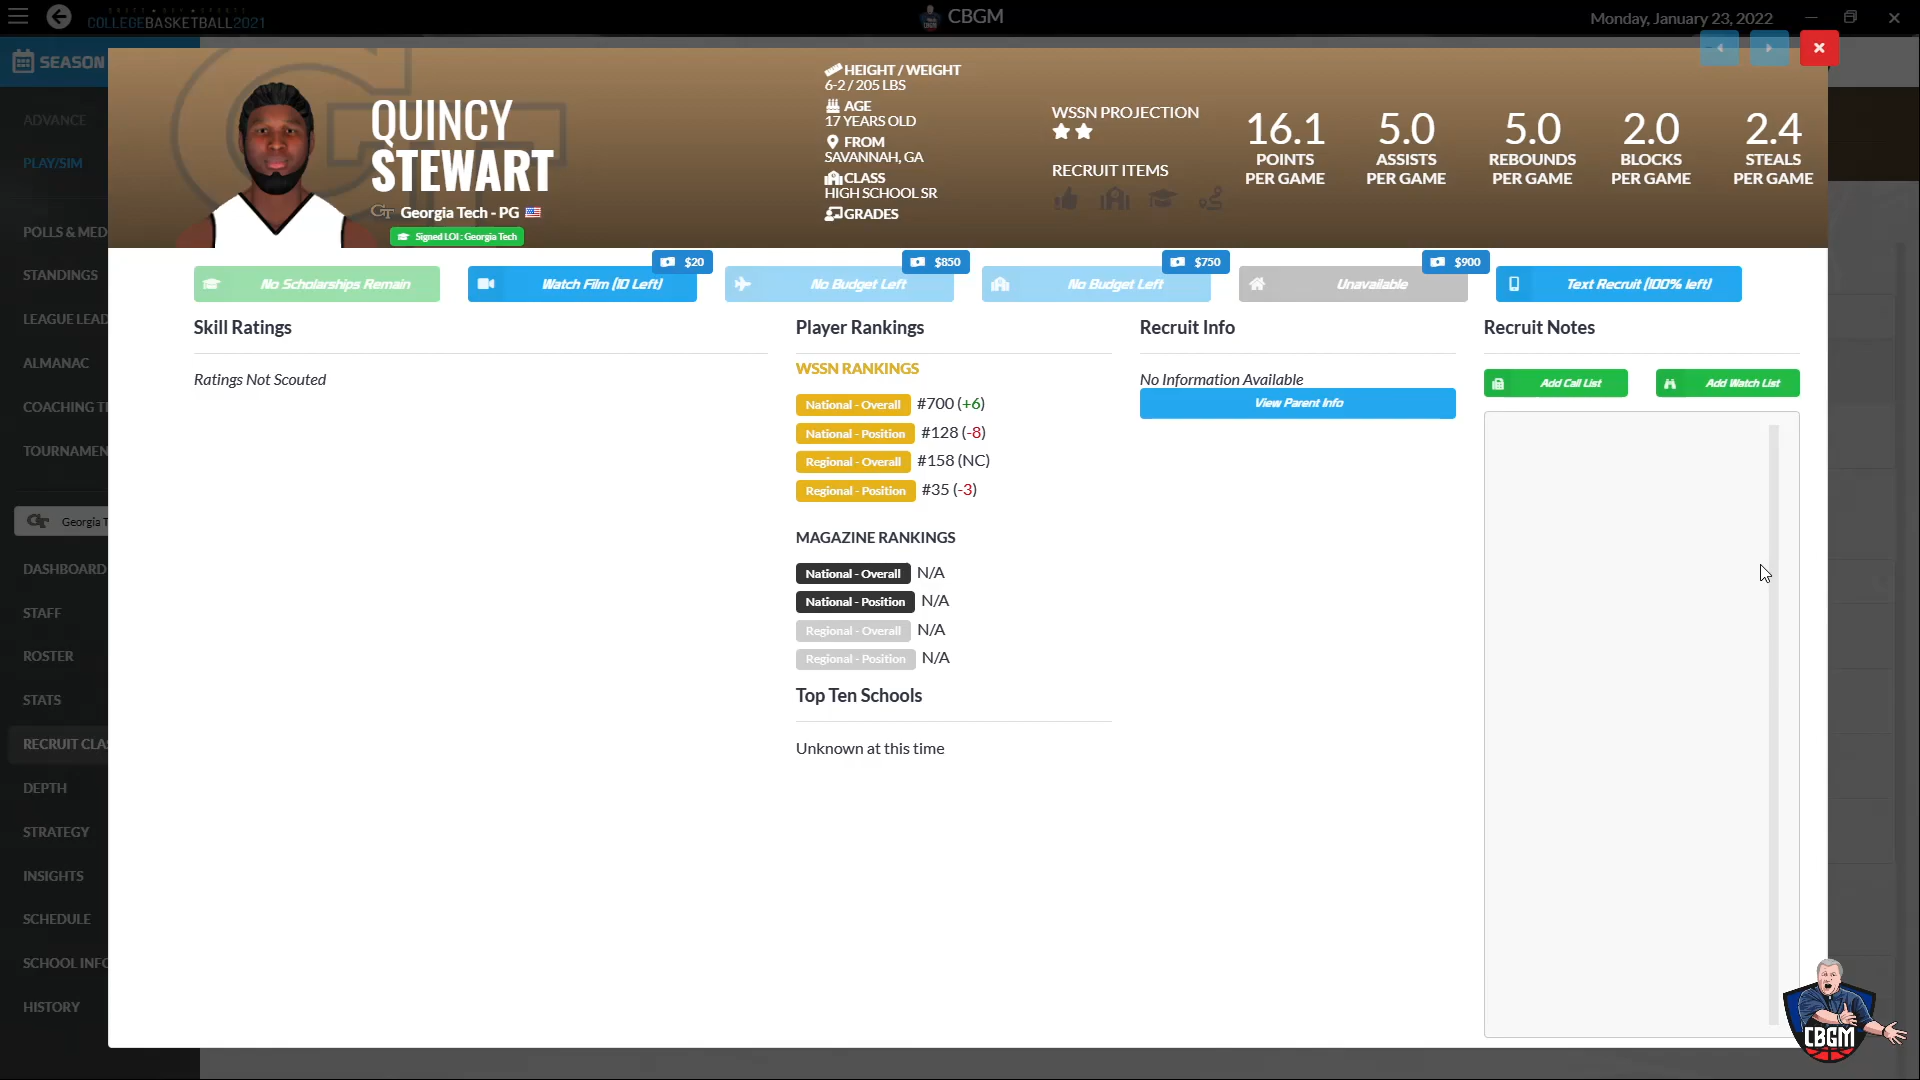 COLLEGEBASKETBALL2021
CBGM
Monday, January 23, 2022
SEASON
ADVANCE
PLAY/SIM
POLLS & MED
STANDINGS
LEAGUE LEAD
ALMANAC
COACHING T
TOURNAMEN
Georgia T
DASHBOARD
STAFF
ROSTER
STATS
RECRUIT CLA
DEPTH
STRATEGY
INSIGHTS
SCHEDULE
SCHOOL INFO
HISTORY
QUINCY
STEWART
GT Georgia Tech - PG
Signed LOI : Georgia Tech
HEIGHT / WEIGHT
6-2 / 205 LBS
AGE
17 YEARS OLD
FROM
SAVANNAH, GA
CLASS
HIGH SCHOOL SR
GRADES
WSSN PROJECTION
RECRUIT ITEMS
16.1 5.0 5.0 2.0 2.4
POINTS ASSISTS REBOUNDS BLOCKS STEALS
PER GAME PER GAME PER GAME PER GAME PER GAME
$20 $850 $750 $900
No Scholarships Remain Watch Film (10 Left) No Budget Left No Budget Left Unavailable Text Recruit (100% left)
Skill Ratings
Ratings Not Scouted
Player Rankings
WSSN RANKINGS
National - Overall #700 (+6)
National - Position #128 (-8)
Regional - Overall #158 (NC)
Regional - Position #35 (-3)
MAGAZINE RANKINGS
National - Overall N/A
National - Position N/A
Regional - Overall N/A
Regional - Position N/A
Top Ten Schools
Unknown at this time
Recruit Info
No Information Available
View Parent Info
Recruit Notes
Add Call List Add Watch List
CBGM